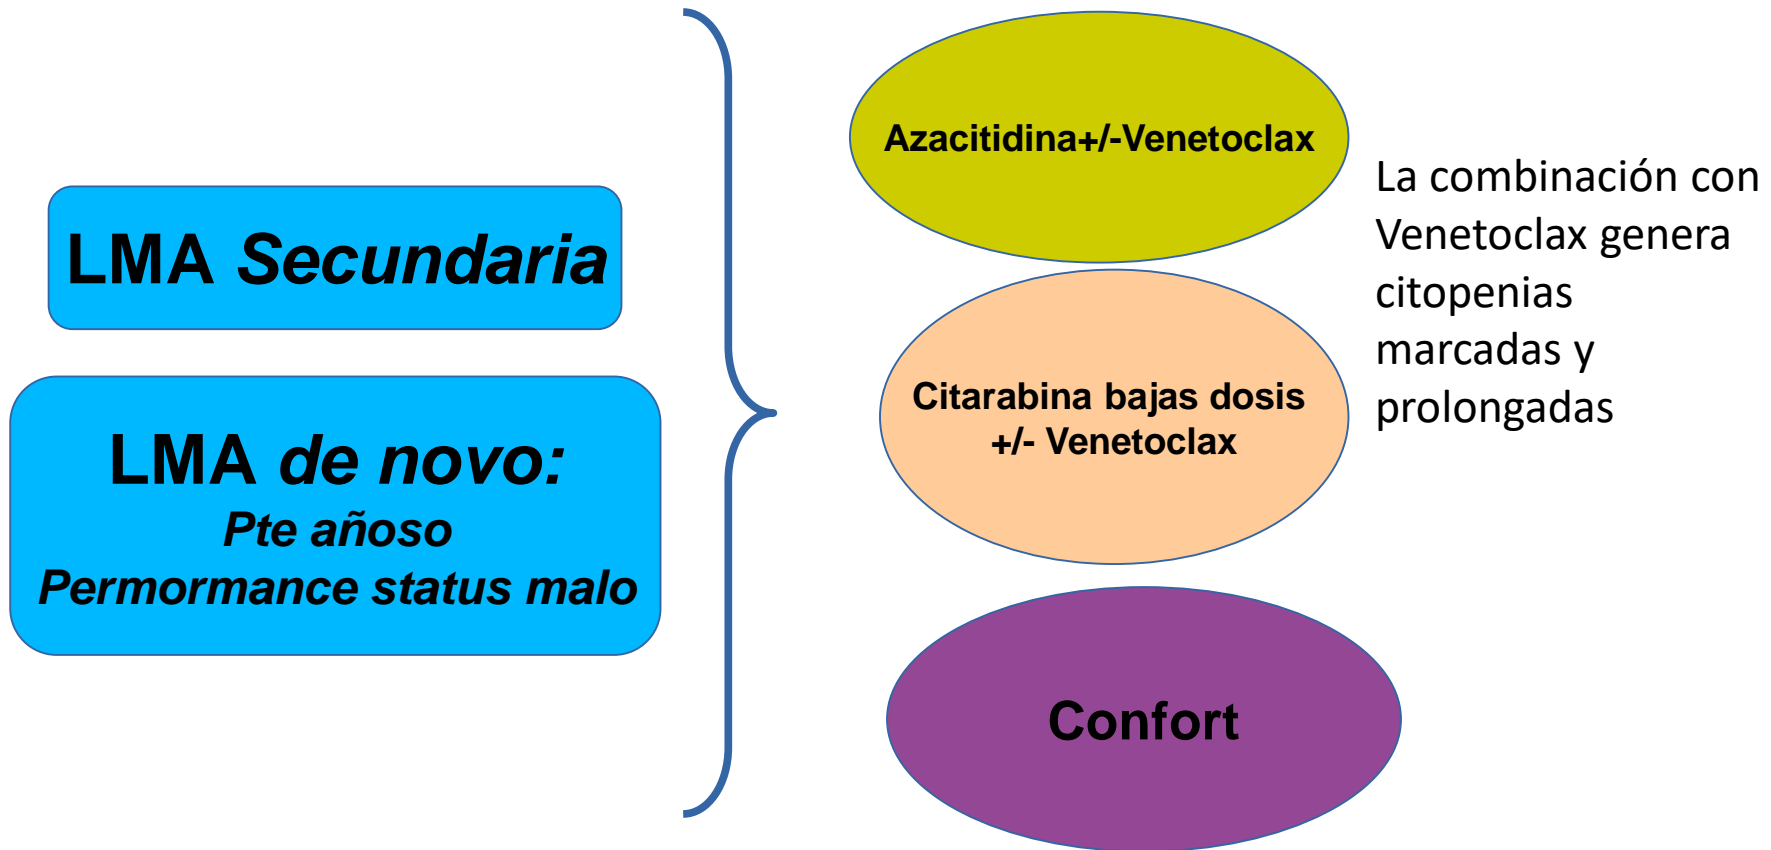 LMA Secundaria
LMA de novo:
Pte añoso
Permormance status malo
Azacitidina+/-Venetoclax
Citarabina bajas dosis
+/- Venetoclax
Confort
La combinación con
Venetoclax genera
citopenias
marcadas y
prolongadas